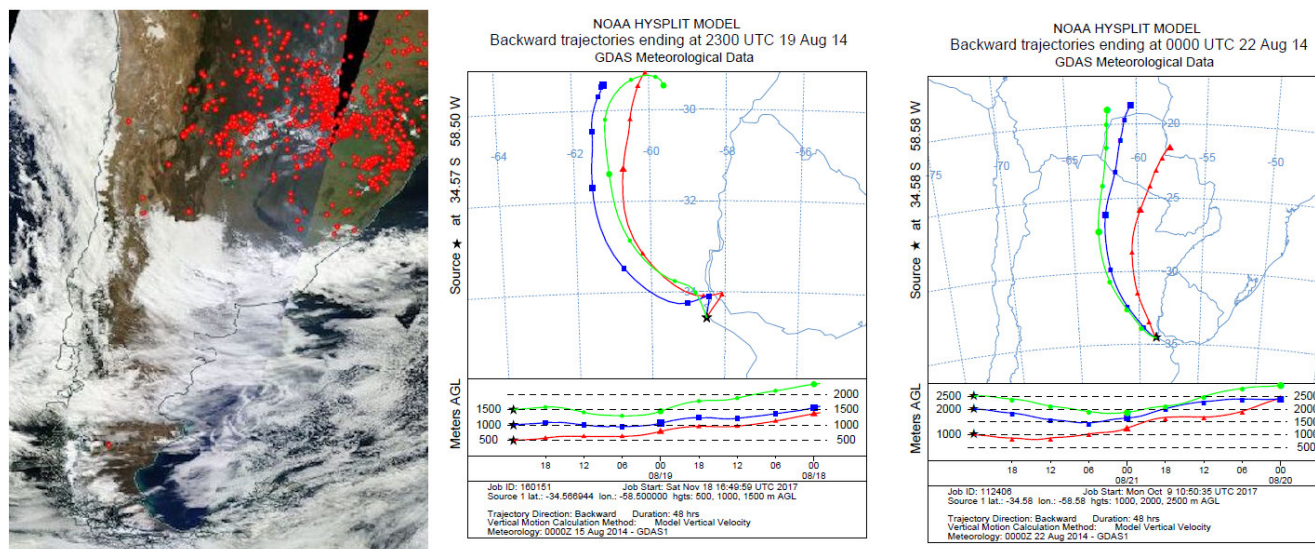 NOAA HYSPLIT MODEL
Backward trajectories ending at 2300 UTC 19 Aug 14
GDAS Meteorological Data
Source ★ at 34.57 S 58.50 W
-30
-64
-62
-60
-58
-56
-32
-34
Meters AGL
2000
1500
1500
1000
1000
500
500
18 12 06 00 18 12 06 00
08/19 08/18
Job ID: 160151 Job Start: Sat Nov 18 16:49:59 UTC 2017
Source 1 lat.: -34.566944 lon.: -58.500000 hgts: 500, 1000, 1500 m AGL
Trajectory Direction: Backward Duration: 48 hrs
Vertical Motion Calculation Method: Model Vertical Velocity
Meteorology: 0000Z 15 Aug 2014 - GDAS1
NOAA HYSPLIT MODEL
Backward trajectories ending at 0000 UTC 22 Aug 14
GDAS Meteorological Data
Source ★ at 34.58 S 58.58 W
-20
-75
-70
-65
-60
-55
-50
-25
-30
-35
Meters AGL
2500 2500
2000 2000
1500
1000 1000
500
18 12 06 00 18 12 06 00
08/21 08/20
Job ID: 112406 Job Start: Mon Oct 9 10:50:35 UTC 2017
Source 1 lat.: -34.58 lon.: -58.58 hgts: 1000, 2000, 2500 m AGL
Trajectory Direction: Backward Duration: 48 hrs
Vertical Motion Calculation Method: Model Vertical Velocity
Meteorology: 0000Z 22 Aug 2014 - GDAS1